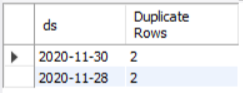 ds Duplicate
Rows
2020-11-30 2
2020-11-28 2